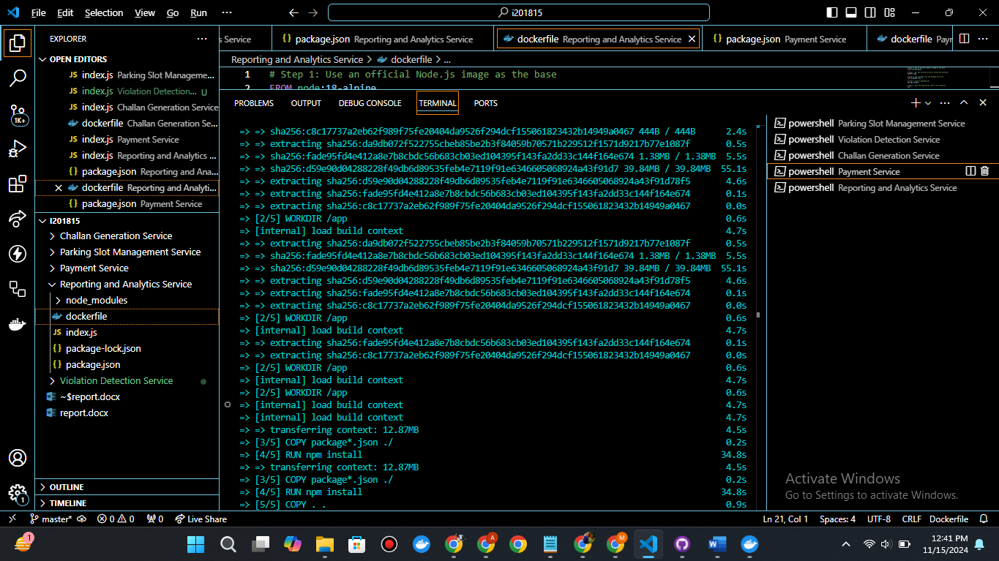 File Edit Selection View Go Run ··· i201815
EXPLORER ···
OPEN EDITORS
JS index.js Parking Slot Manageme...
JS index.js Violation Detection... U
JS index.js Challan Generation Service
dockerfile Challan Generation Se...
JS index.js Payment Service
JS index.js Reporting and Analytics ...
{} package.json Reporting and Ana...
dockerfile Reporting and Analyti...
{} package.json Payment Service
I201815
Challan Generation Service
Parking Slot Management Service
Payment Service
Reporting and Analytics Service
node_modules
dockerfile
JS index.js
{} package-lock.json
{} package.json
Violation Detection Service
~$report.docx
report.docx
OUTLINE
TIMELINE
1K+
1
s Service {} package.json Reporting and Analytics Service dockerfile Reporting and Analytics Service {} package.json Payment Service dockerfile Payr ···
Reporting and Analytics Service > dockerfile > ...
1 # Step 1: Use an official Node.js image as the base
2 FROM node:18-alpine
PROBLEMS OUTPUT DEBUG CONSOLE TERMINAL PORTS
=> => sha256:c8c17737a2eb62f989f75fe20404da9526f294dcf155061823432b14949a0467 444B / 444B 2.4s
=> => extracting sha256:da9db072f522755cbeb85be2b3f84059b70571b229512f1571d9217b77e1087f 0.5s
=> => sha256:fade95fd4e412a8e7b8cbdc56b683cb03ed104395f143fa2dd33c144f164e674 1.38MB / 1.38MB 5.5s
=> => sha256:d59e90d04288228f49db6d89535feb4e7119f91e6346605068924a43f91d7 39.84MB / 39.84MB 55.1s
=> => extracting sha256:d59e90d04288228f49db6d89535feb4e7119f91e6346605068924a43f91d78f5 4.6s
=> => extracting sha256:fade95fd4e412a8e7b8cbdc56b683cb03ed104395f143fa2dd33c144f164e674 0.1s
=> => extracting sha256:c8c17737a2eb62f989f75fe20404da9526f294dcf155061823432b14949a0467 0.0s
=> [2/5] WORKDIR /app 0.6s
=> [internal] load build context 4.7s
=> => extracting sha256:da9db072f522755cbeb85be2b3f84059b70571b229512f1571d9217b77e1087f 0.5s
=> => sha256:fade95fd4e412a8e7b8cbdc56b683cb03ed104395f143fa2dd33c144f164e674 1.38MB / 1.38MB 5.5s
=> => sha256:d59e90d04288228f49db6d89535feb4e7119f91e6346605068924a43f91d7 39.84MB / 39.84MB 55.1s
=> => extracting sha256:d59e90d04288228f49db6d89535feb4e7119f91e6346605068924a43f91d78f5 4.6s
=> => extracting sha256:fade95fd4e412a8e7b8cbdc56b683cb03ed104395f143fa2dd33c144f164e674 0.1s
=> => extracting sha256:c8c17737a2eb62f989f75fe20404da9526f294dcf155061823432b14949a0467 0.0s
=> [2/5] WORKDIR /app 0.6s
=> [internal] load build context 4.7s
=> => extracting sha256:fade95fd4e412a8e7b8cbdc56b683cb03ed104395f143fa2dd33c144f164e674 0.1s
=> => extracting sha256:c8c17737a2eb62f989f75fe20404da9526f294dcf155061823432b14949a0467 0.0s
=> [2/5] WORKDIR /app 0.6s
=> [internal] load build context 4.7s
=> [2/5] WORKDIR /app 0.6s
=> [internal] load build context 4.7s
=> [internal] load build context 4.7s
=> => transferring context: 12.87MB 4.5s
=> [3/5] COPY package*.json ./ 0.2s
=> [4/5] RUN npm install 34.8s
=> => transferring context: 12.87MB 4.5s
=> [3/5] COPY package*.json ./ 0.2s
=> [4/5] RUN npm install 34.8s
=> [5/5] COPY . . 0.9s
powershell Parking Slot Management Service
powershell Violation Detection Service
powershell Challan Generation Service
powershell Payment Service
powershell Reporting and Analytics Service
Activate Windows
Go to Settings to activate Windows.
master* 0 0 0 Live Share Ln 21, Col 1 Spaces: 4 UTF-8 CRLF Dockerfile
1 A M W 12:41 PM
11/15/2024